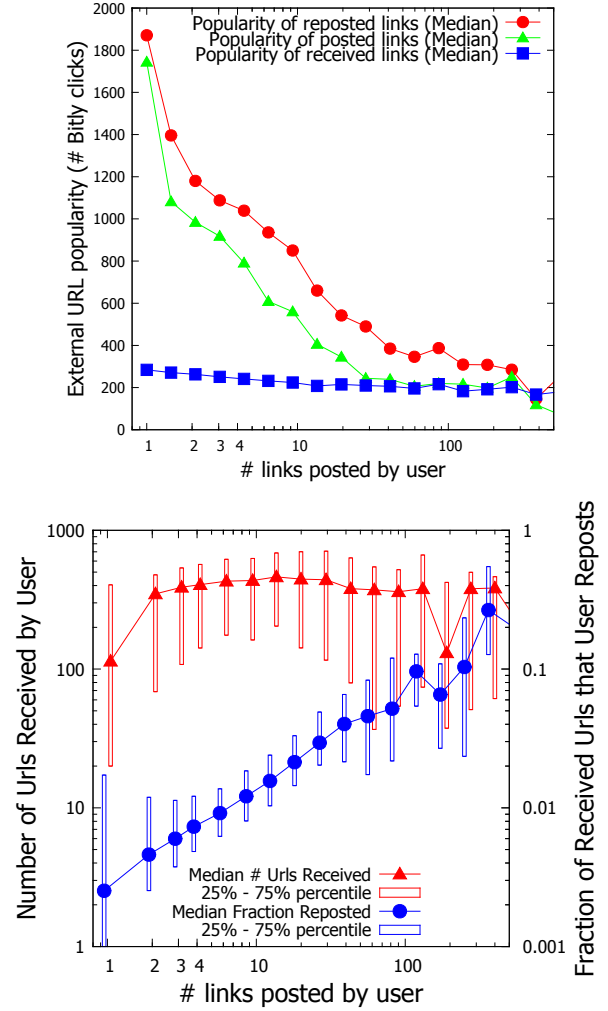 2000
1800
1600
1400
1200
1000
800
600
400
200
0
External URL popularity (# Bitly clicks)
Popularity of reposted links (Median)
Popularity of posted links (Median)
Popularity of received links (Median)
1 2 3 4 10 100
# links posted by user
1000
100
10
1
Number of Urls Received by User
1
0.1
0.01
0.001
Fraction of Received Urls that User Reposts
Median # Urls Received
25% - 75% percentile
Median Fraction Reposted
25% - 75% percentile
1 2 3 4 10 100
# links posted by user